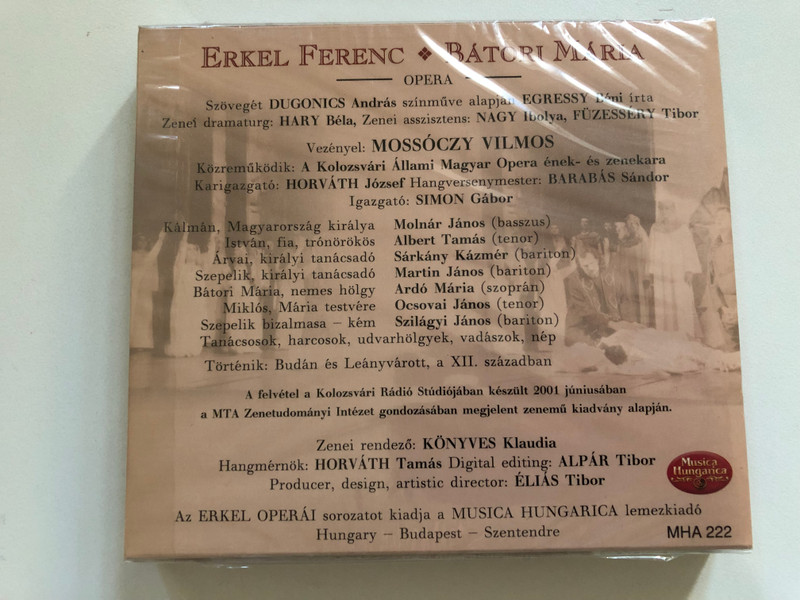 ERKEL FERENC ❖ BÁTORI MÁRIA
OPERA
Szövegét DUGONICS András színműve alapján EGRESSY Béni írta
Zenei dramaturg: HARY Béla, Zenei asszisztens: NAGY Ibolya, FÜZESSÉRY Tibor
Vezényel: MOSSÓCZY VILMOS
Közreműködik: A Kolozsvári Állami Magyar Opera ének- és zenekara
Karigazgató: HORVÁTH József Hangversenymester: BARABÁS Sándor
Igazgató: SIMON Gábor
Kálmán, Magyarország királya Molnár János (basszus)
István, fia, trónörökös Albert Tamás (tenor)
Árvai, királyi tanácsadó Sárkány Kázmér (bariton)
Szepelik, királyi tanácsadó Martin János (bariton)
Bátori Mária, nemes hölgy Ardó Mária (szoprán)
Miklós, Mária testvére Ocsovai János (tenor)
Szepelik bizalmasa – kém Szilágyi János (bariton)
Tanácsosok, harcosok, udvarhölgyek, vadászok, nép
Történik: Budán és Leányvárott, a XII. században
A felvétel a Kolozsvári Rádió Stúdiójában készült 2001 júniusában
a MTA Zenetudományi Intézet gondozásában megjelent zenemű kiadvány alapján.
Zenei rendező: KÖNYVES Klaudia
Hangmérnök: HORVÁTH Tamás Digital editing: ALPÁR Tibor
Producer, design, artistic director: ÉLIÁS Tibor
Musica
Hungarica
Az ERKEL OPERÁI sorozatot kiadja a MUSICA HUNGARICA lemezkiadó
Hungary – Budapest – Szentendre
MHA 222